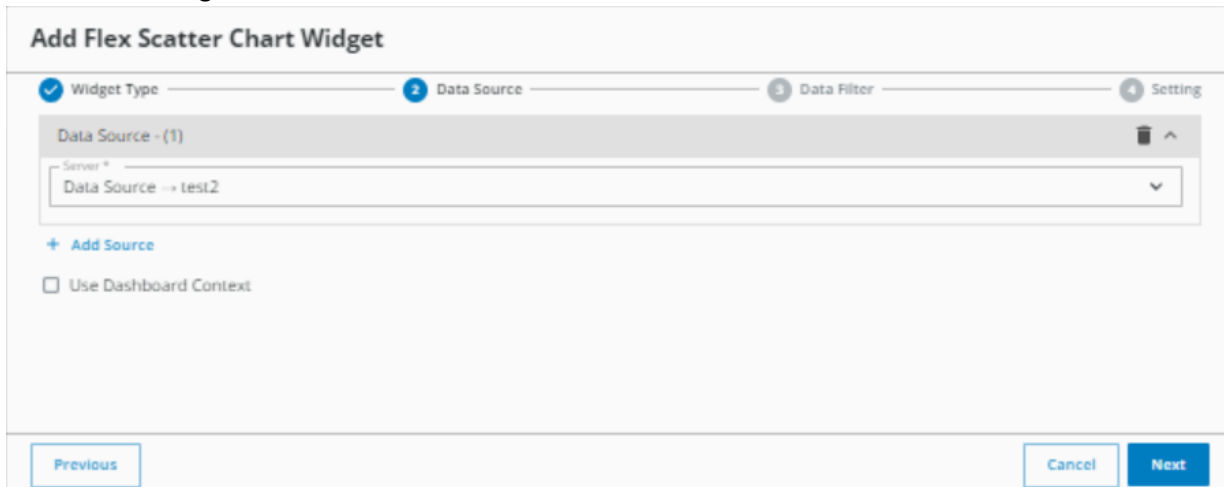 Add Flex Scatter Chart Widget
Widget Type 2 Data Source 3 Data Filter 4 Setting
Data Source - (1)
Server *
Data Source → test2
+ Add Source
Use Dashboard Context
Previous Cancel Next